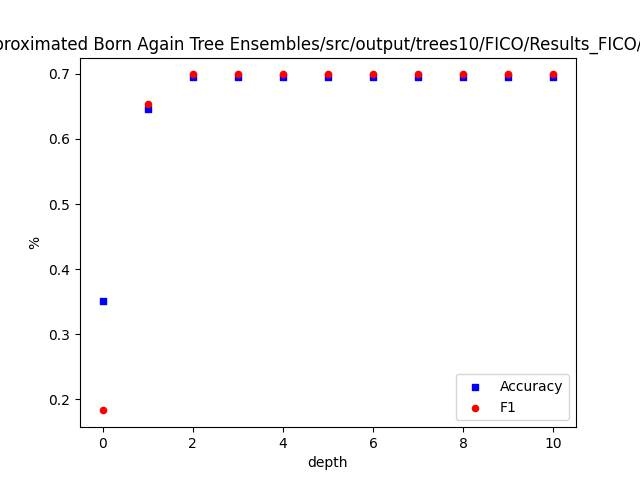 roximated Born Again Tree Ensembles/src/output/trees10/FICO/Results_FICO/
0.7
0.6
0.5
0.4
0.3
0.2
%
0 2 4 6 8 10
depth
Accuracy
F1